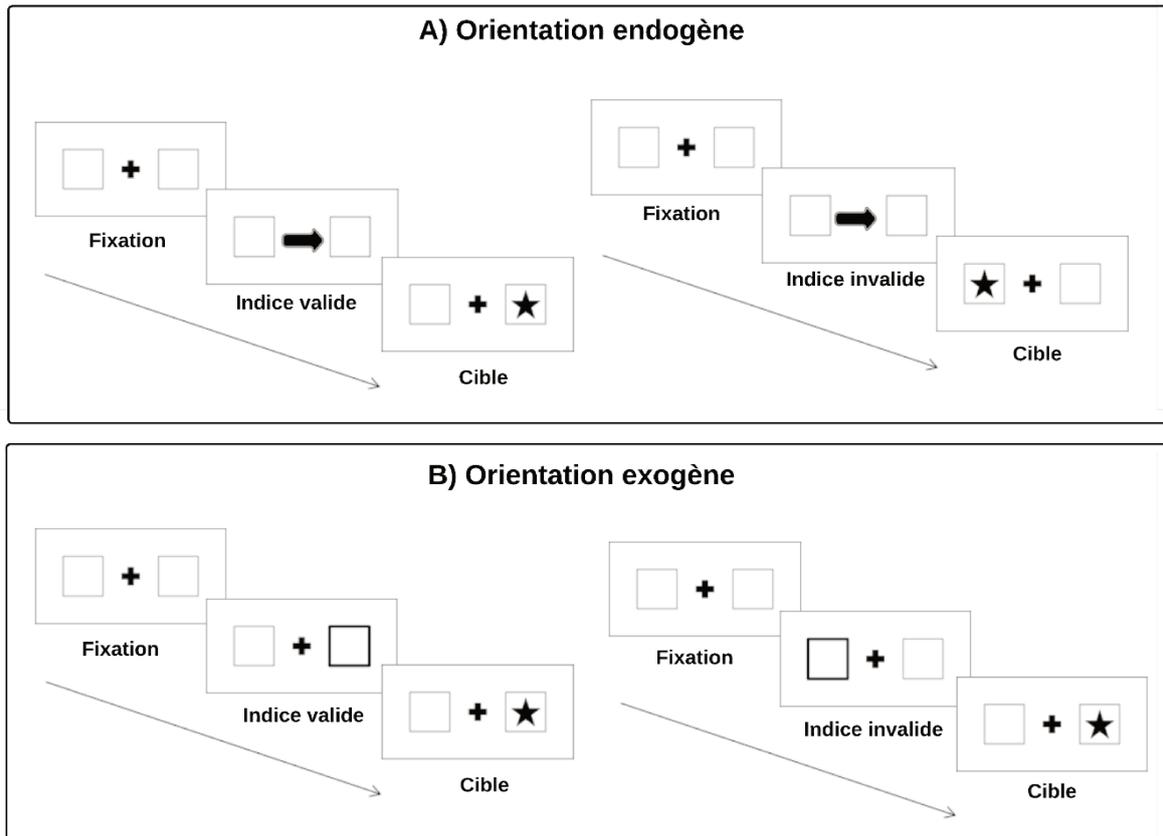 A) Orientation endogène
Fixation
Indice valide
Cible
Fixation
Indice invalide
Cible
B) Orientation exogène
Fixation
Indice valide
Cible
Fixation
Indice invalide
Cible